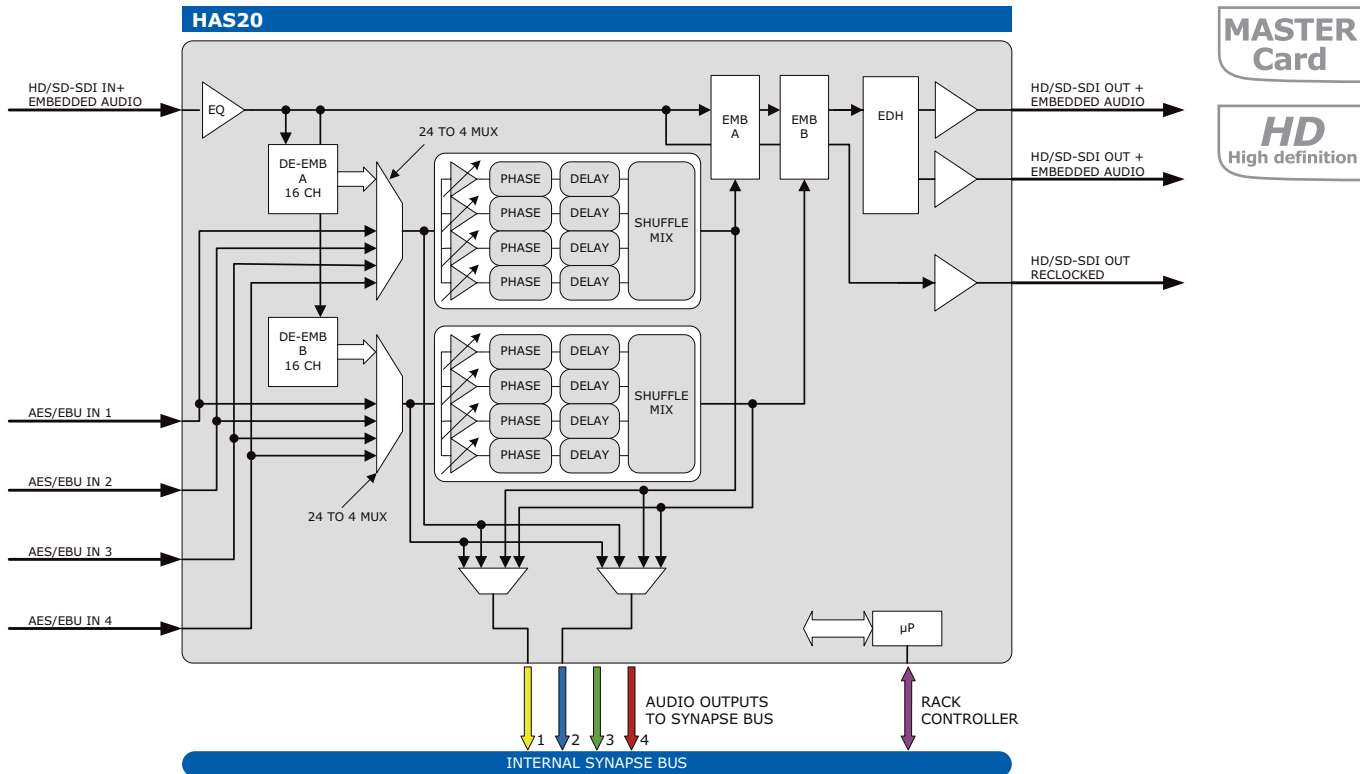 HAS20
MASTER
Card
HD
High definition
HD/SD-SDI IN+
EMBEDDED AUDIO
EQ
24 TO 4 MUX
EMB
A
EMB
B
EDH
HD/SD-SDI OUT +
EMBEDDED AUDIO
HD/SD-SDI OUT +
EMBEDDED AUDIO
HD/SD-SDI OUT
RECLOCKED
DE-EMB
A
16 CH
PHASE
DELAY
PHASE
DELAY
PHASE
DELAY
PHASE
DELAY
SHUFFLE
MIX
DE-EMB
B
16 CH
PHASE
DELAY
PHASE
DELAY
PHASE
DELAY
PHASE
DELAY
SHUFFLE
MIX
AES/EBU IN 1
AES/EBU IN 2
24 TO 4 MUX
AES/EBU IN 3
AES/EBU IN 4
µP
AUDIO OUTPUTS
TO SYNAPSE BUS
RACK
CONTROLLER
1
2
3
4
INTERNAL SYNAPSE BUS